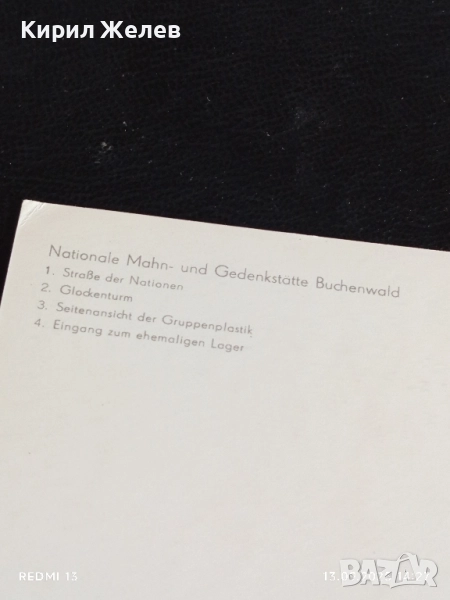 Кирил Желев
Nationale Mahn- und Gedenkstätte Buchenwald
1. Straße der Nationen
2. Glockenturm
3. Seitenansicht der Gruppenplastik
4. Eingang zum ehemaligen Lager
REDMI 13
bazar